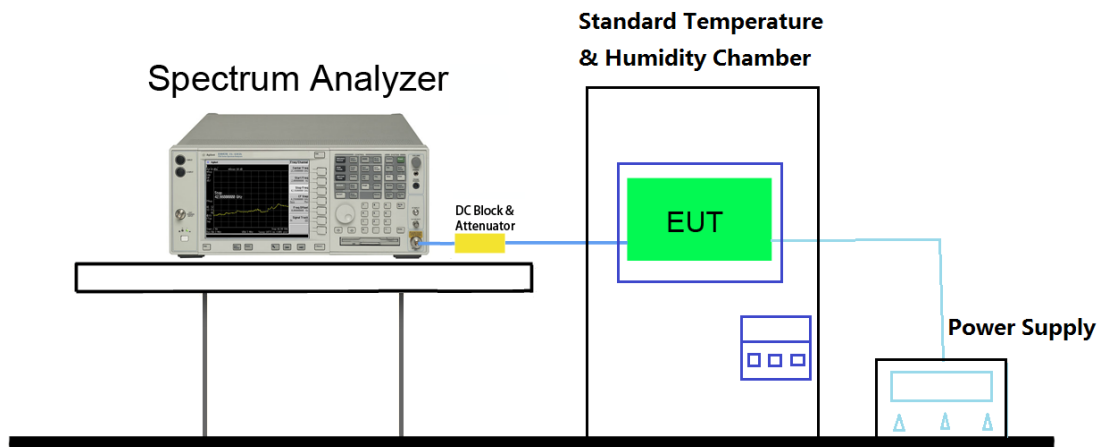 Standard Temperature
& Humidity Chamber
Spectrum Analyzer
DC Block &
Attenuator
EUT
Power Supply